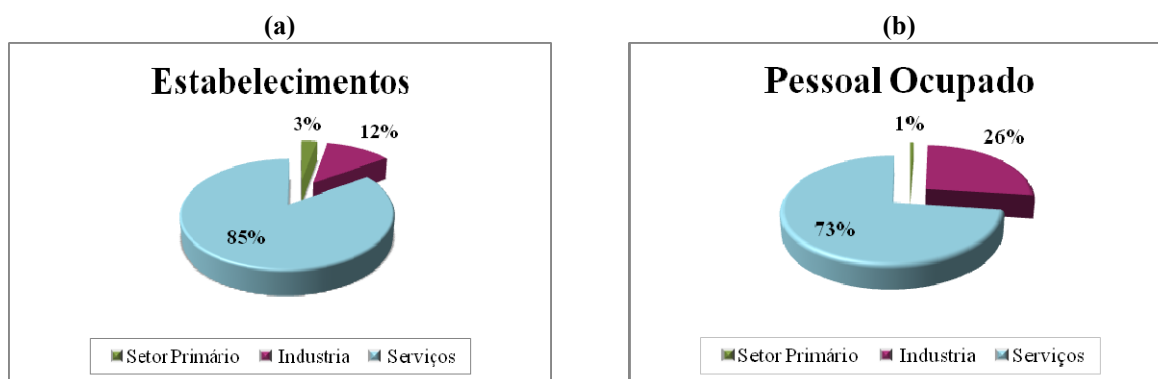 (a)
Estabelecimentos
3%
12%
85%
Setor Primário Industria Serviços
(b)
Pessoal Ocupado
1%
26%
73%
Setor Primário Industria Serviços